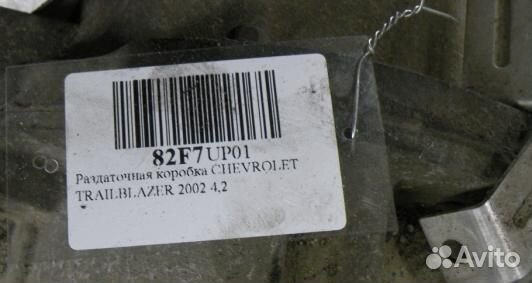 82F7UP01
Раздаточная коробка CHEVROLET
TRAILBLAZER 2002 4,2
Avito